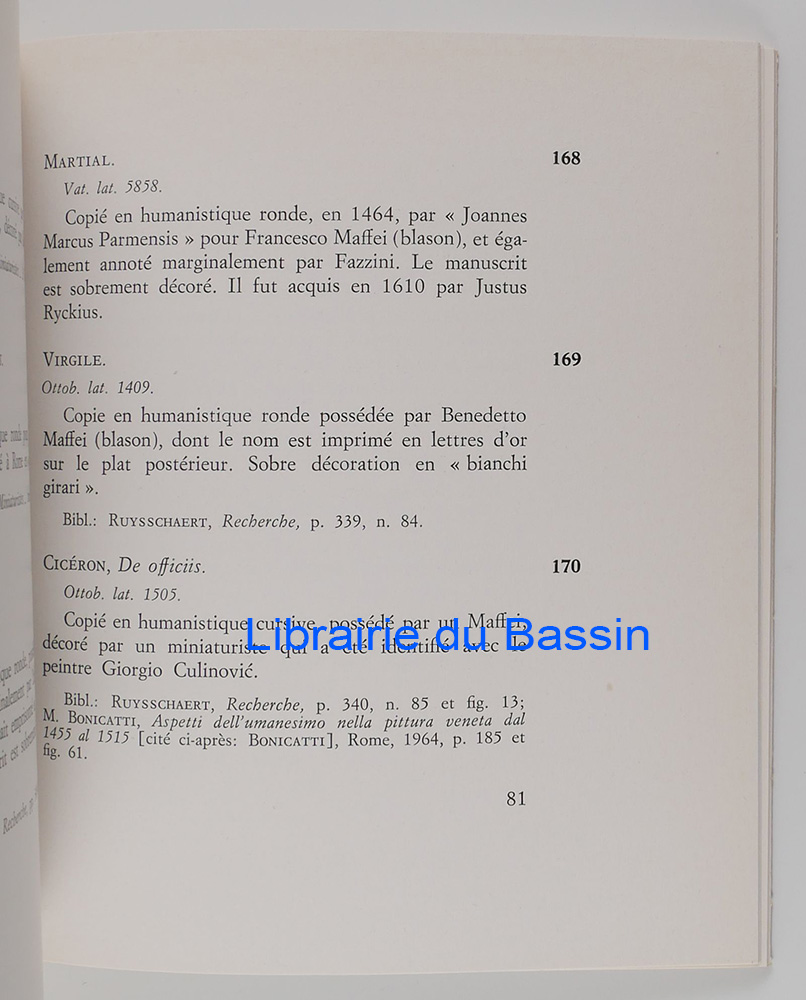 MARTIAL. 168
Vat. lat. 5858.
Copié en humanistique ronde, en 1464, par « Joannes
Marcus Parmensis » pour Francesco Maffei (blason), et éga-
lement annoté marginalement par Fazzini. Le manuscrit
est sobrement décoré. Il fut acquis en 1610 par Justus
Ryckius.
VIRGILE. 169
Ottob. lat. 1409.
Copie en humanistique ronde possédée par Benedetto
Maffei (blason), dont le nom est imprimé en lettres d'or
sur le plat postérieur. Sobre décoration en « bianchi
girari ».
Bibl.: RUYSSCHAERT, Recherche, p. 339, n. 84.
CICÉRON, De officiis. 170
Ottob. lat. 1505.
Copié en humanistique cursive, possédé par un Maffei,
décoré par un miniaturiste qui a été identifié avec le
peintre Giorgio Culinović.
Librairie du Bassin
Bibl.: RUYSSCHAERT, Recherche, p. 340, n. 85 et fig. 13;
M. BONICATTI, Aspetti dell'umanesimo nella pittura veneta dal
1455 al 1515 [cité ci-après: BONICATTI], Rome, 1964, p. 185 et
fig. 61.
81